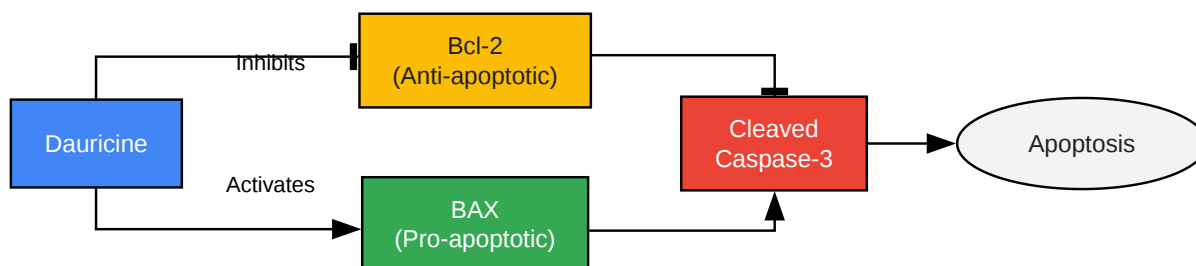 Inhibits
Bcl-2
(Anti-apoptotic)
Dauricine
Cleaved
Caspase-3
Apoptosis
Activates
BAX
(Pro-apoptotic)